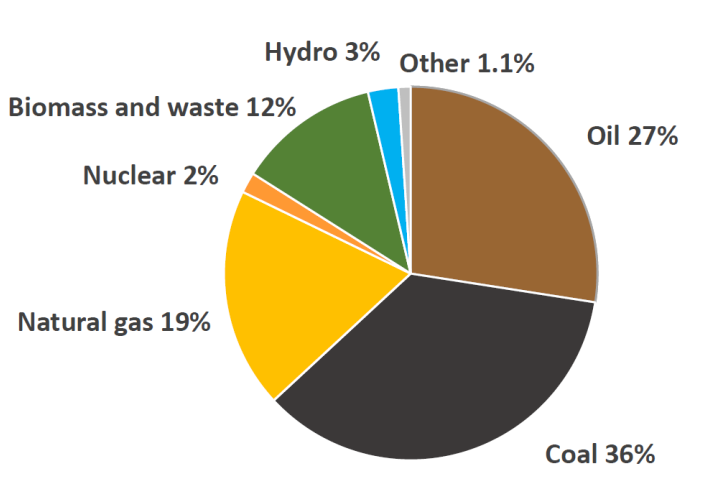 Hydro 3%
Other 1.1%
Biomass and waste 12%
Oil 27%
Nuclear 2%
Natural gas 19%
Coal 36%